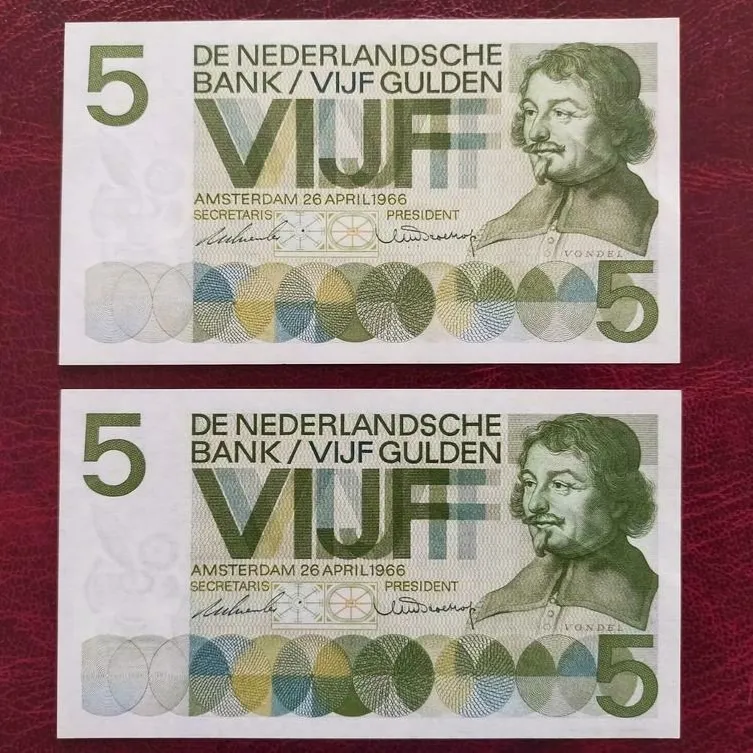 5
DE NEDERLANDSCHE
BANK / VIJF GULDEN
VIJF
AMSTERDAM 26 APRIL 1966
SECRETARIS PRESIDENT
VONDEL
5
5
DE NEDERLANDSCHE
BANK / VIJF GULDEN
VIJF
AMSTERDAM 26 APRIL 1966
SECRETARIS PRESIDENT
VONDEL
5